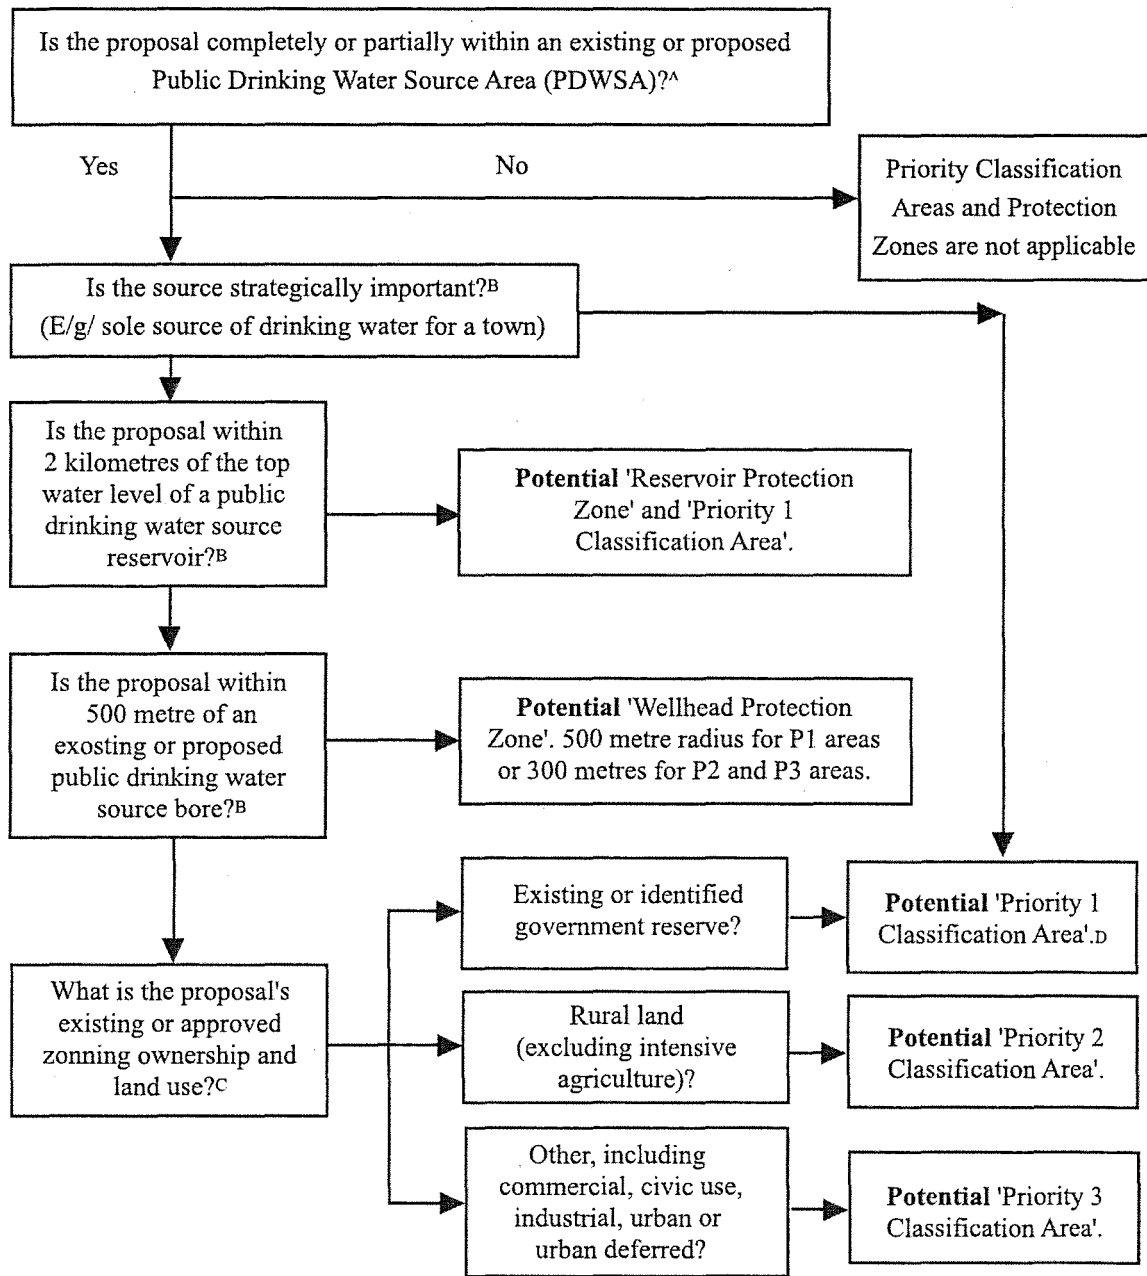 Is the proposal completely or partially within an existing or proposed
Public Drinking Water Source Area (PDWSA)?ᴬ
Yes
No
Priority Classification
Areas and Protection
Zones are not applicable
Is the source strategically important?ᴮ
(E/g/ sole source of drinking water for a town)
Is the proposal within
2 kilometres of the top
water level of a public
drinking water source
reservoir?ᴮ
Potential 'Reservoir Protection
Zone' and 'Priority 1
Classification Area'.
Is the proposal within
500 metre of an
exosting or proposed
public drinking water
source bore?ᴮ
Potential 'Wellhead Protection
Zone'. 500 metre radius for P1 areas
or 300 metres for P2 and P3 areas.
Existing or identified
government reserve?
Potential 'Priority 1
Classification Area'.D
What is the proposal's
existing or approved
zonning ownership and
land use?C
Rural land
(excluding intensive
agriculture)?
Potential 'Priority 2
Classification Area'.
Other, including
commercial, civic use,
industrial, urban or
urban deferred?
Potential 'Priority 3
Classification Area'.